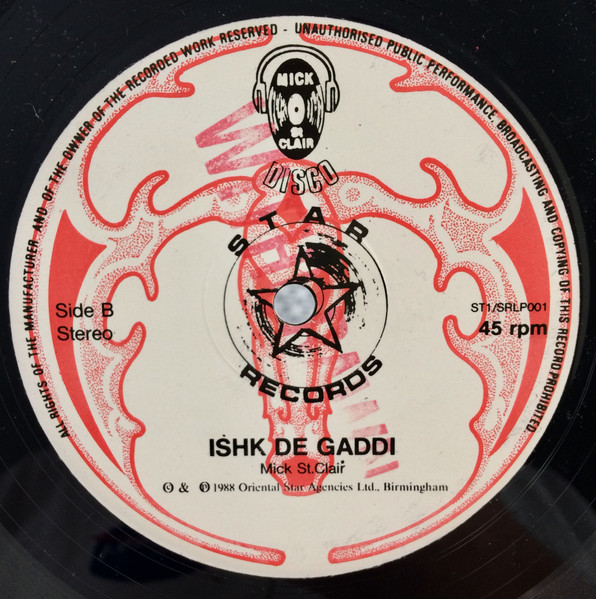 ALL RIGHTS OF THE MANUFACTURER AND OF THE OWNER OF THE RECORDED WORK RESERVED - UNAUTHORISED PUBLIC PERFORMANCE, BROADCASTING AND COPYING OF THIS RECORD PROHIBITED.
MICK
St
CLAIR
DISCO
STAR
RECORDS
Side B
Stereo
ST1/SRLP001
45 rpm
ISHK DE GADDI
Mick St.Clair
© & ℗ 1988 Oriental Star Agencies Ltd., Birmingham